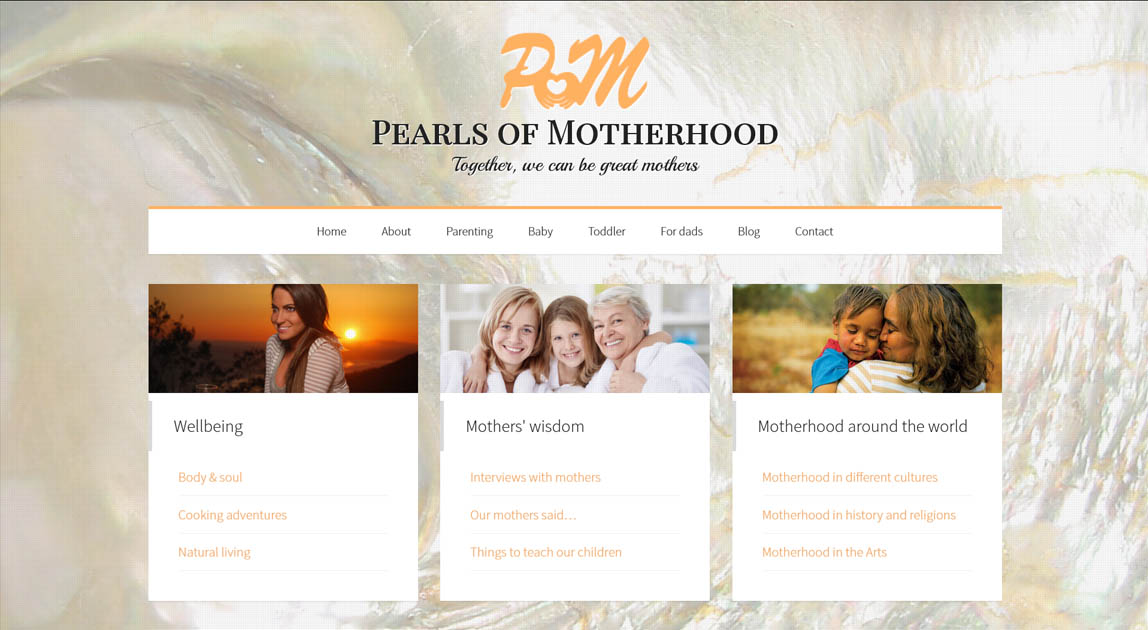 PoM
Pearls of Motherhood
Together, we can be great mothers
Home About Parenting Baby Toddler For dads Blog Contact
Wellbeing
Body & soul
Cooking adventures
Natural living
Mothers' wisdom
Interviews with mothers
Our mothers said...
Things to teach our children
Motherhood around the world
Motherhood in different cultures
Motherhood in history and religions
Motherhood in the Arts